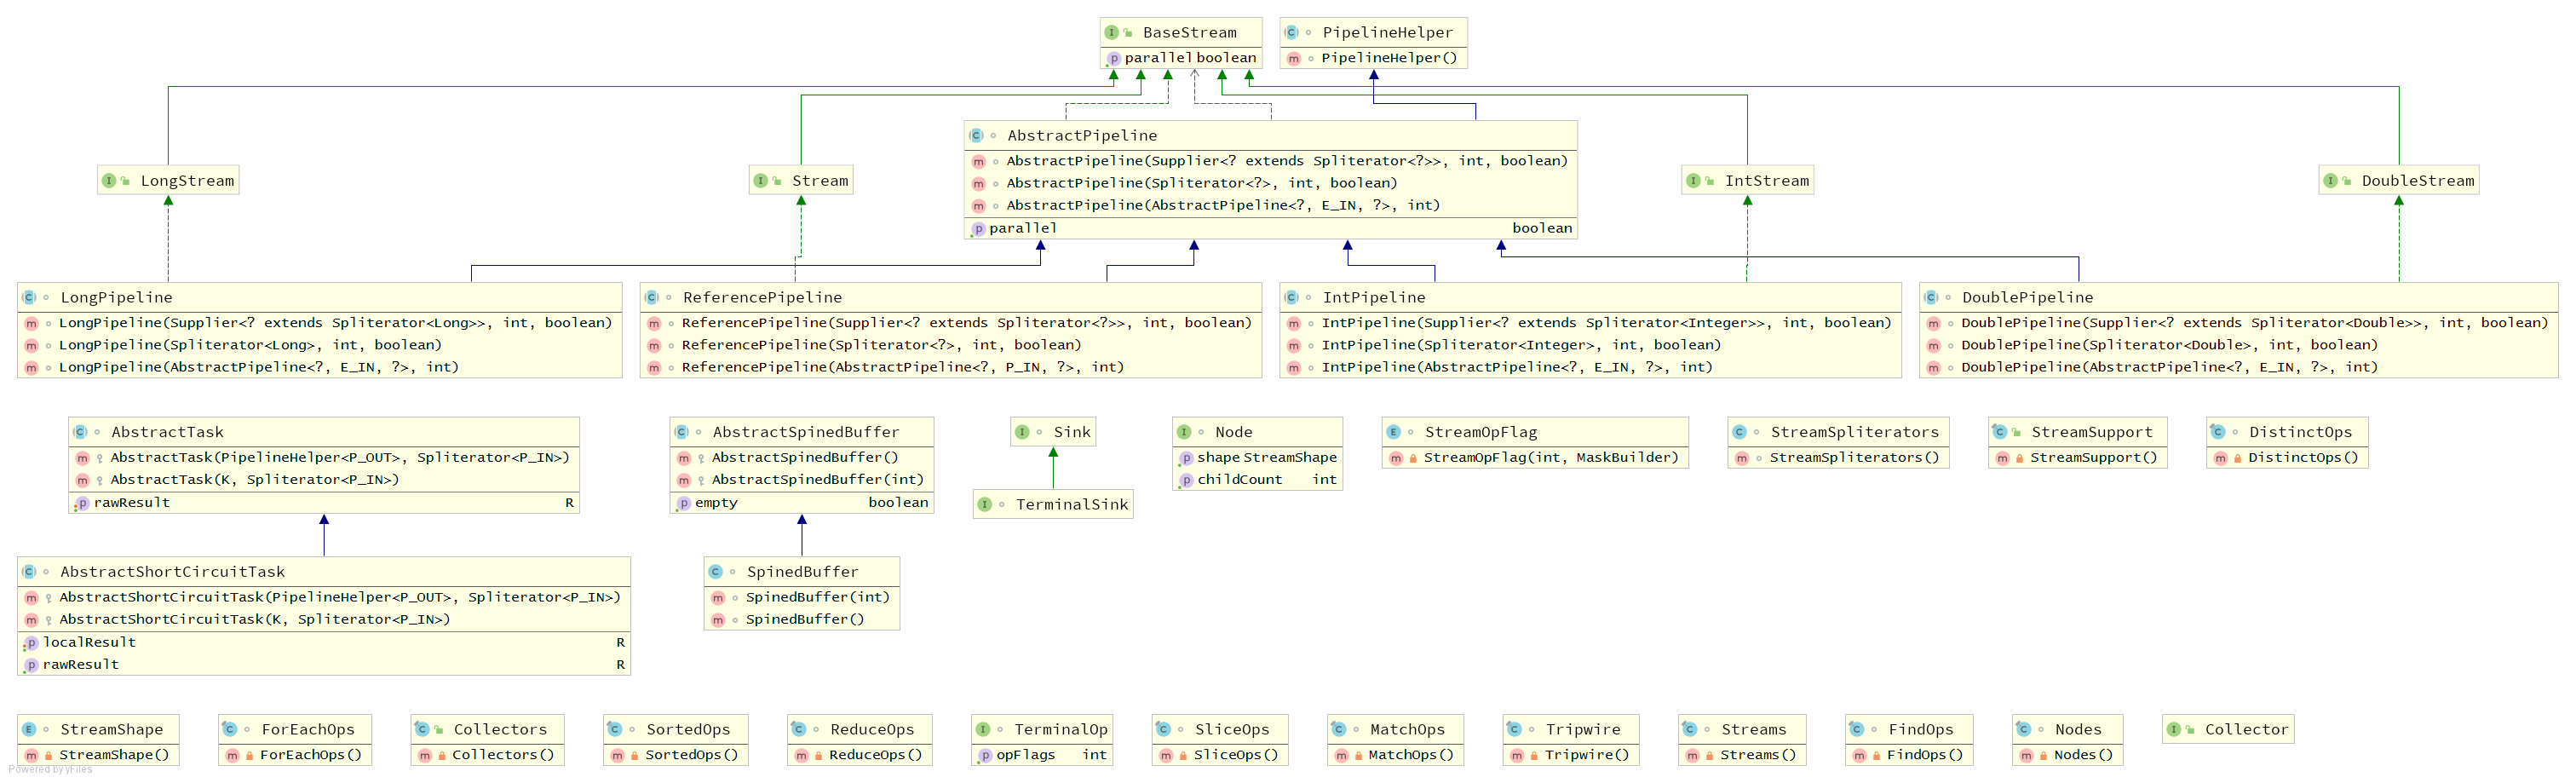 BaseStream
parallel boolean
PipelineHelper
PipelineHelper()
AbstractPipeline
AbstractPipeline(Supplier<? extends Spliterator<?>>, int, boolean)
AbstractPipeline(Spliterator<?>, int, boolean)
AbstractPipeline(AbstractPipeline<?, E_IN, ?>, int)
parallel boolean
LongStream
Stream
IntStream
DoubleStream
LongPipeline
LongPipeline(Supplier<? extends Spliterator<Long>>, int, boolean)
LongPipeline(Spliterator<Long>, int, boolean)
LongPipeline(AbstractPipeline<?, E_IN, ?>, int)
ReferencePipeline
ReferencePipeline(Supplier<? extends Spliterator<?>>, int, boolean)
ReferencePipeline(Spliterator<?>, int, boolean)
ReferencePipeline(AbstractPipeline<?, P_IN, ?>, int)
IntPipeline
IntPipeline(Supplier<? extends Spliterator<Integer>>, int, boolean)
IntPipeline(Spliterator<Integer>, int, boolean)
IntPipeline(AbstractPipeline<?, E_IN, ?>, int)
DoublePipeline
DoublePipeline(Supplier<? extends Spliterator<Double>>, int, boolean)
DoublePipeline(Spliterator<Double>, int, boolean)
DoublePipeline(AbstractPipeline<?, E_IN, ?>, int)
AbstractTask
AbstractTask(PipelineHelper<P_OUT>, Spliterator<P_IN>)
AbstractTask(K, Spliterator<P_IN>)
rawResult R
AbstractSpinedBuffer
AbstractSpinedBuffer()
AbstractSpinedBuffer(int)
empty boolean
Sink
TerminalSink
Node
shape StreamShape
childCount int
StreamOpFlag
StreamOpFlag(int, MaskBuilder)
StreamSpliterators
StreamSpliterators()
StreamSupport
StreamSupport()
DistinctOps
DistinctOps()
AbstractShortCircuitTask
AbstractShortCircuitTask(PipelineHelper<P_OUT>, Spliterator<P_IN>)
AbstractShortCircuitTask(K, Spliterator<P_IN>)
localResult R
rawResult R
SpinedBuffer
SpinedBuffer(int)
SpinedBuffer()
StreamShape
StreamShape()
ForEachOps
ForEachOps()
Collectors
Collectors()
SortedOps
SortedOps()
ReduceOps
ReduceOps()
TerminalOp
opFlags int
SliceOps
SliceOps()
MatchOps
MatchOps()
Tripwire
Tripwire()
Streams
Streams()
FindOps
FindOps()
Nodes
Nodes()
Collector
Powered by yFiles